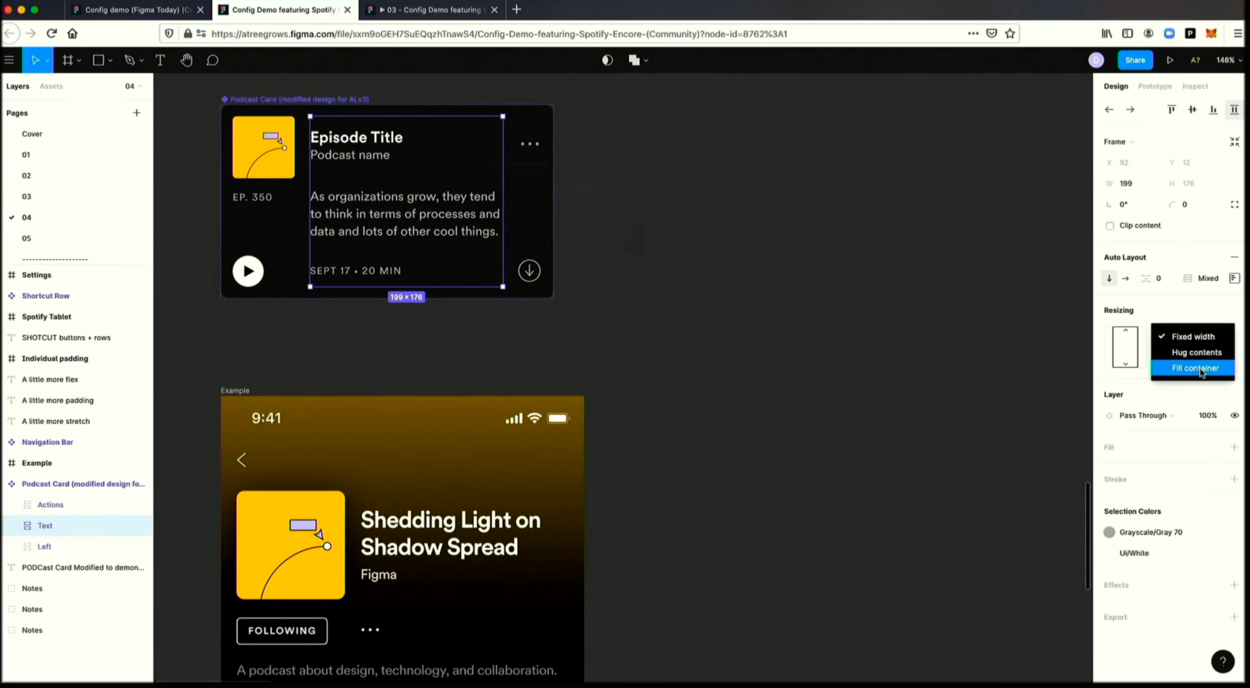 Config demo (Figma Today) (C
Config Demo featuring Spotify
03 - Config Demo featuring S
https://atreegrows.figma.com/file/sxm9oGEH7SuEQqzhTnawS4/Config-Demo-featuring-Spotify-Encore-(Community)?node-id=8762%3A1
P
T
D
Share
A?
148%
Layers
Assets
04
Pages
Cover
01
02
03
04
05
--------------------
Settings
Shortcut Row
Spotify Tablet
SHOTCUT buttons + rows
Individual padding
A little more flex
A little more padding
A little more stretch
Navigation Bar
Example
Podcast Card (modified design fo...
Actions
Text
Left
PODCast Card Modified to demon...
Notes
Notes
Notes
Podcast Card (modified design for AI.v3)
Episode Title
Podcast name
EP. 350
As organizations grow, they tend
to think in terms of processes and
data and lots of other cool things.
SEPT 17 • 20 MIN
199 × 176
Example
9:41
Shedding Light on
Shadow Spread
Figma
FOLLOWING
A podcast about design, technology, and collaboration.
Design
Prototype
Inspect
Frame
X 92
Y 12
W 199
H 176
0°
0
Clip content
Auto Layout
0
Mixed
Resizing
Fixed width
Hug contents
Fill container
Layer
Pass Through
100%
Fill
Stroke
Selection Colors
Grayscale/Gray 70
Ui/White
Effects
Export
?